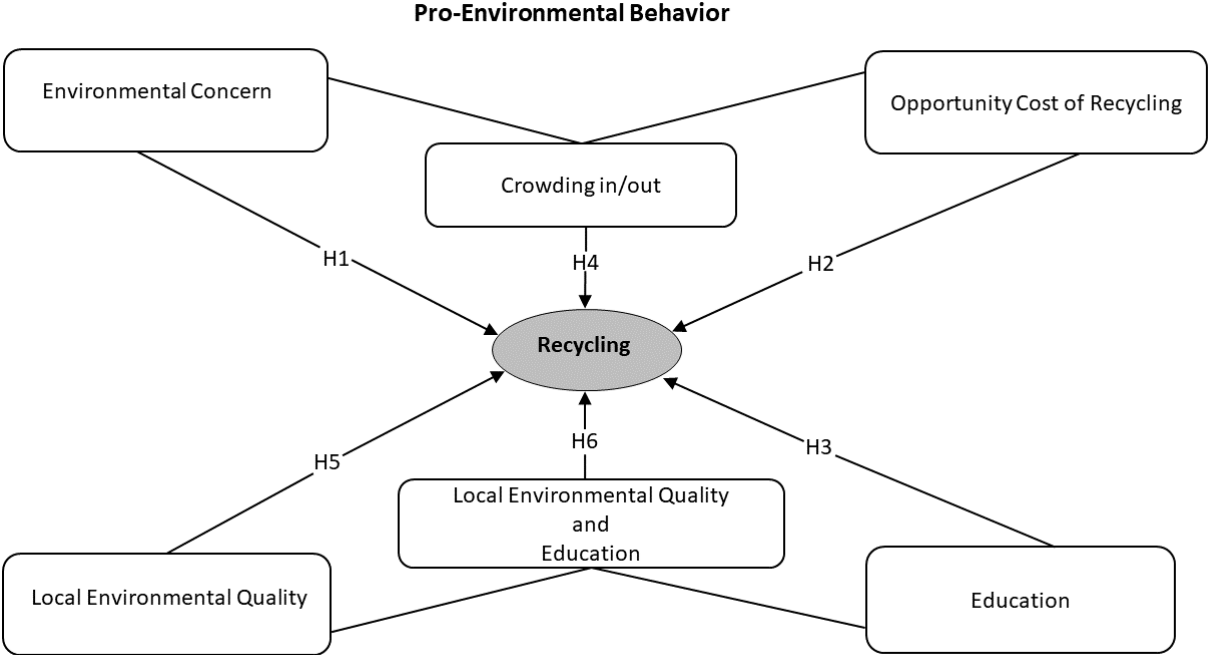 Pro-Environmental Behavior
Environmental Concern
Opportunity Cost of Recycling
Crowding in/out
H1
H4
H2
Recycling
H5
H6
H3
Local Environmental Quality
and
Education
Local Environmental Quality
Education